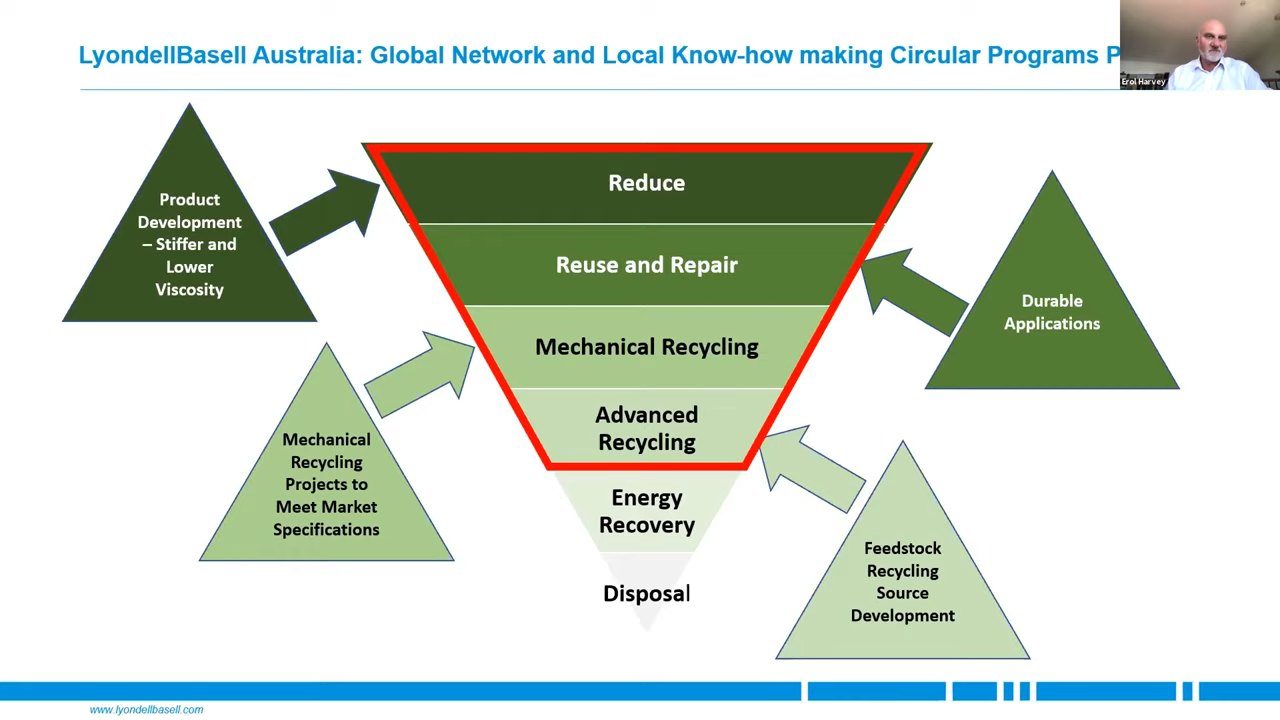 LyondellBasell Australia: Global Network and Local Know-how making Circular Programs P
Erol Harvey
Product
Development
– Stiffer and
Lower
Viscosity
Reduce
Reuse and Repair
Mechanical Recycling
Advanced
Recycling
Energy
Recovery
Disposal
Durable
Applications
Mechanical
Recycling
Projects to
Meet Market
Specifications
Feedstock
Recycling
Source
Development
www.lyondellbasell.com